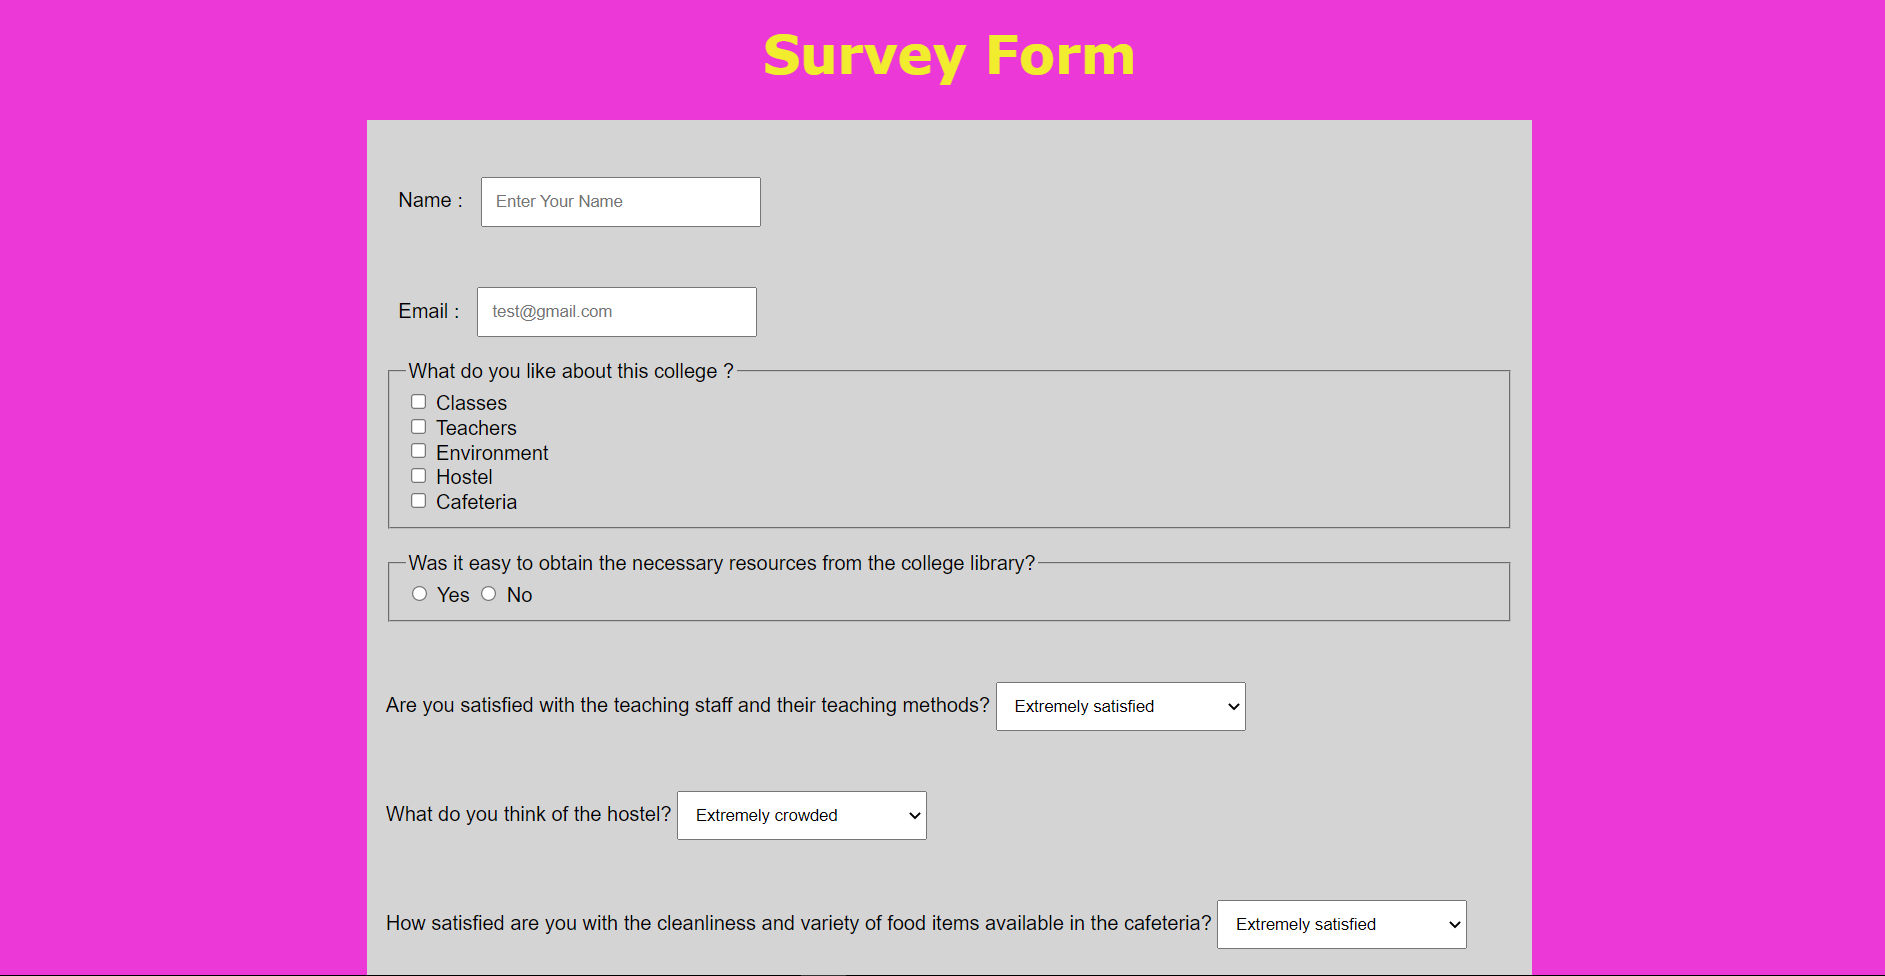 Survey Form
Name : Enter Your Name
Email : test@gmail.com
What do you like about this college ?
Classes
Teachers
Environment
Hostel
Cafeteria
Was it easy to obtain the necessary resources from the college library?
Yes No
Are you satisfied with the teaching staff and their teaching methods? Extremely satisfied
What do you think of the hostel? Extremely crowded
How satisfied are you with the cleanliness and variety of food items available in the cafeteria? Extremely satisfied